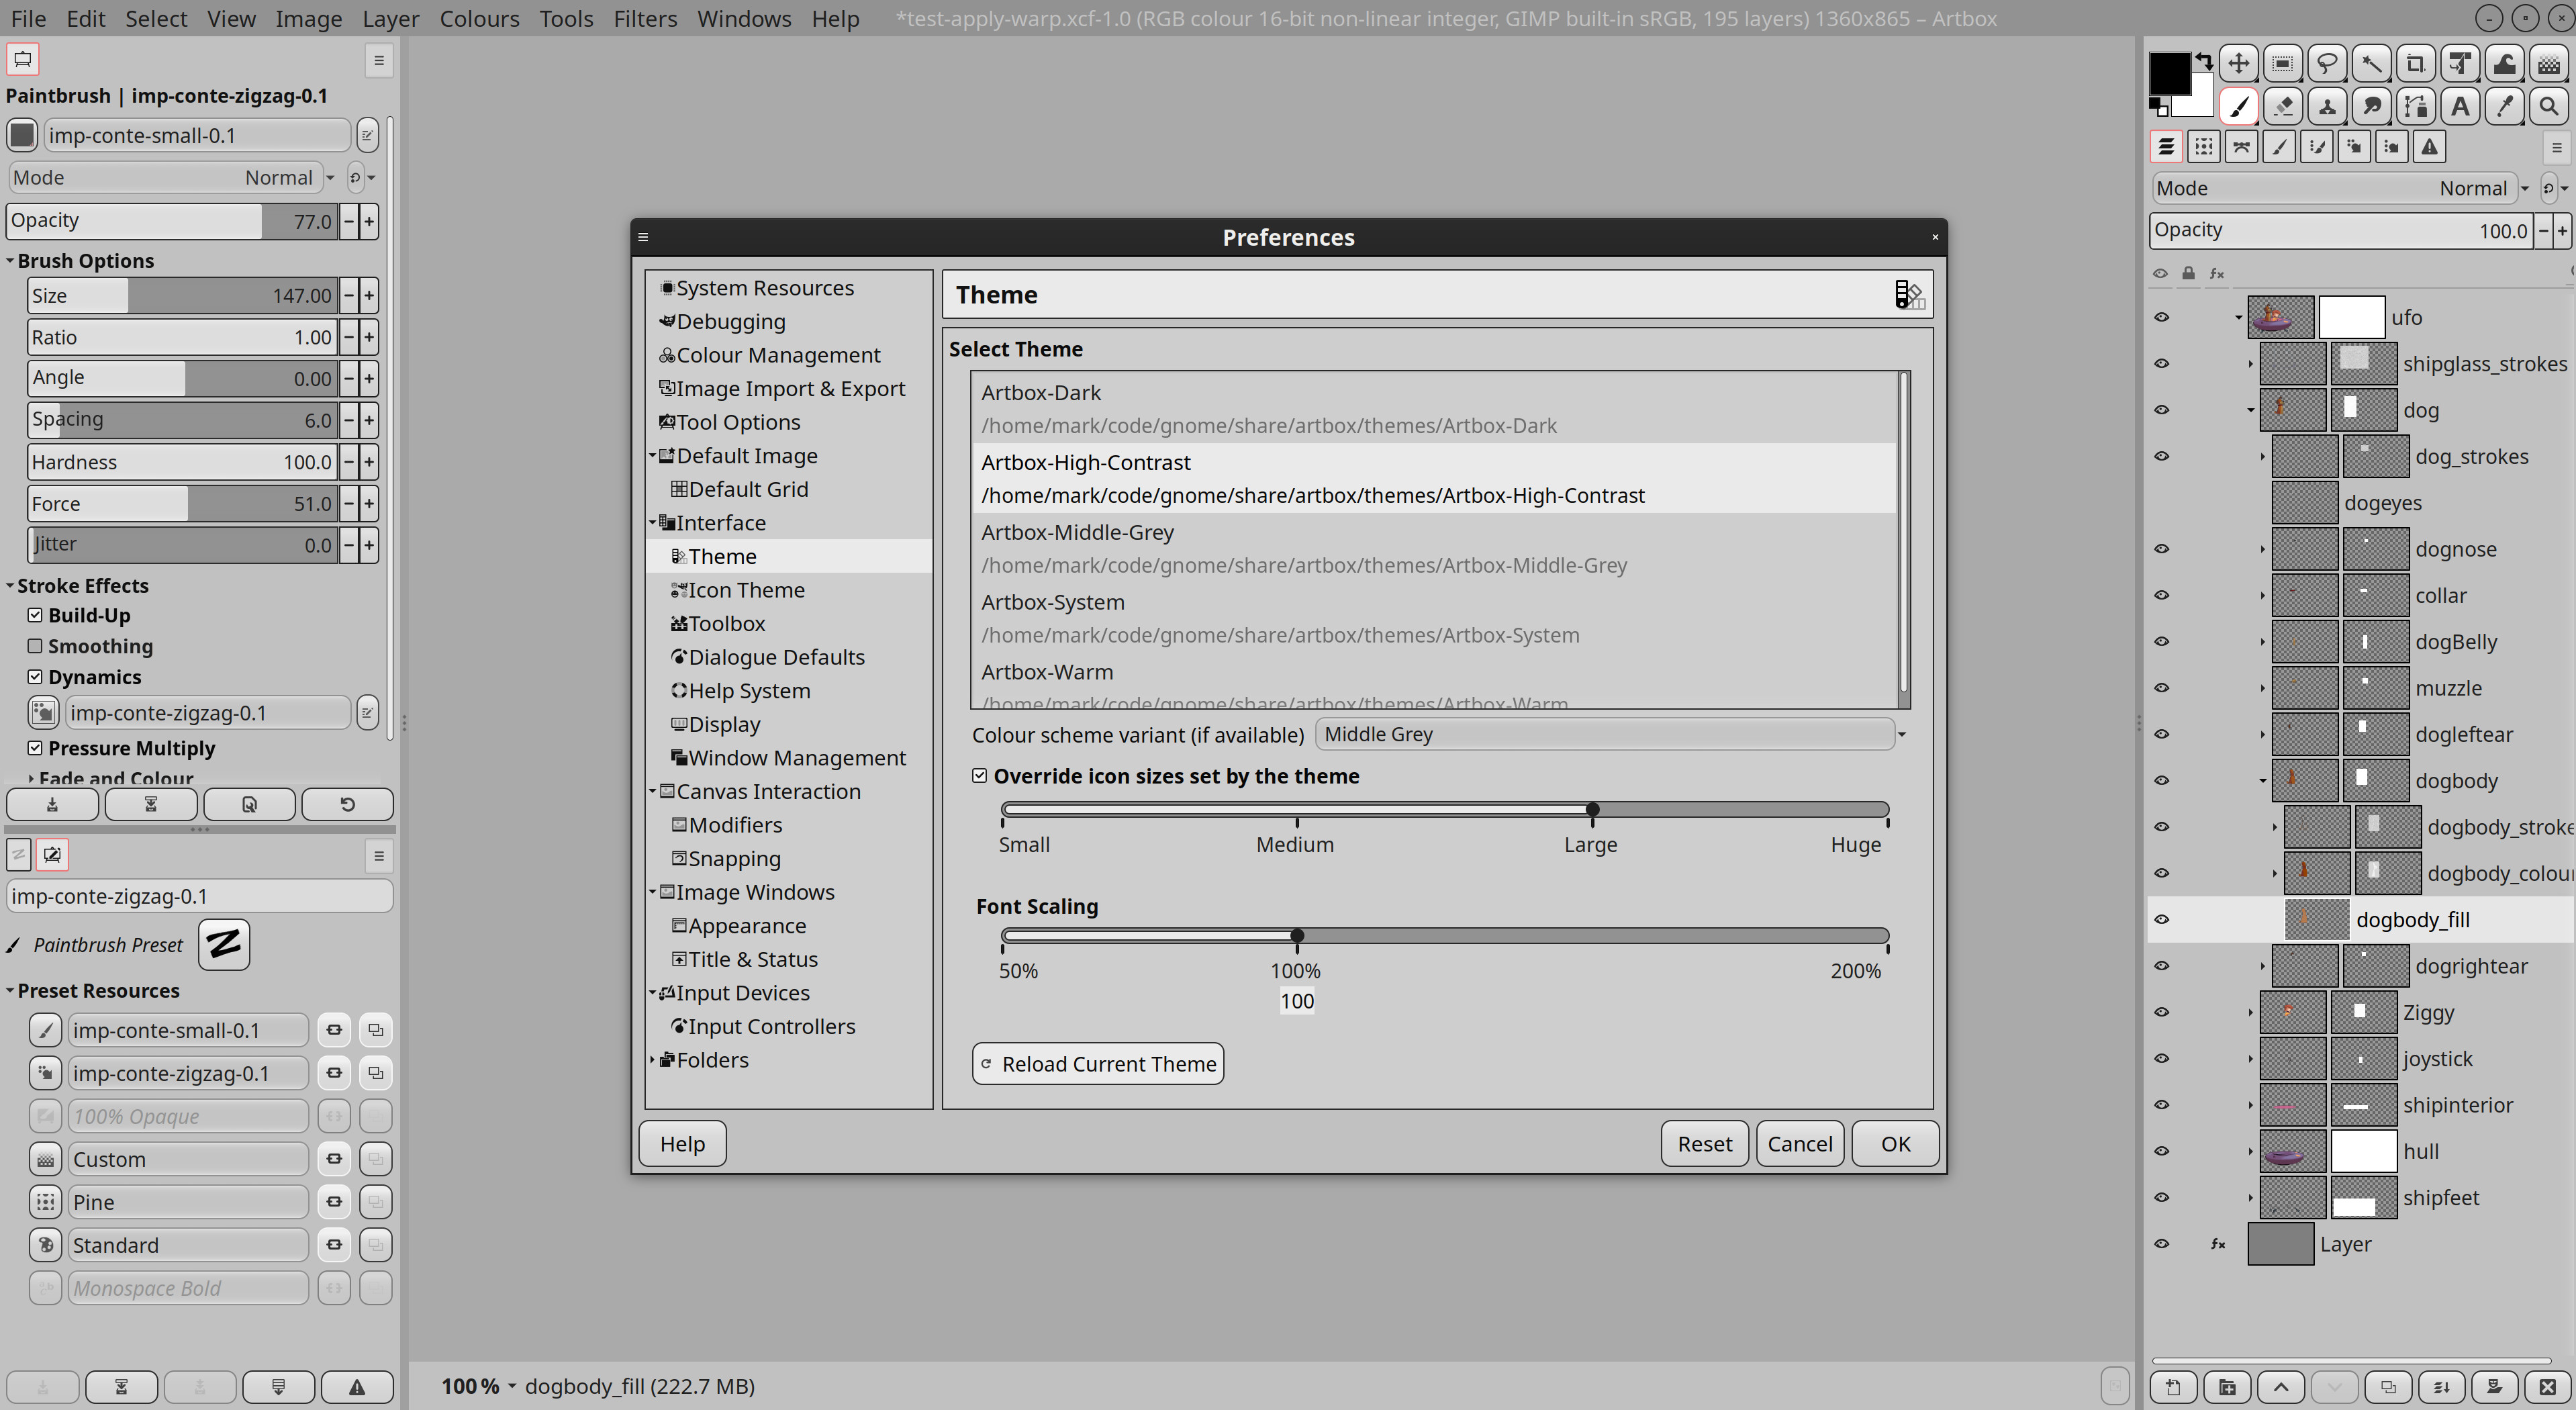 File Edit Select View Image Layer Colours Tools Filters Windows Help *test-apply-warp.xcf-1.0 (RGB colour 16-bit non-linear integer, GIMP built-in sRGB, 195 layers) 1360x865 – Artbox
Paintbrush | imp-conte-zigzag-0.1
imp-conte-small-0.1
Mode Normal
Opacity 77.0
Brush Options
Size 147.00
Ratio 1.00
Angle 0.00
Spacing 6.0
Hardness 100.0
Force 51.0
Jitter 0.0
Stroke Effects
Build-Up
Smoothing
Dynamics
imp-conte-zigzag-0.1
Pressure Multiply
Fade and Colour
imp-conte-zigzag-0.1
Paintbrush Preset
Preset Resources
imp-conte-small-0.1
imp-conte-zigzag-0.1
100% Opaque
Custom
Pine
Standard
Monospace Bold
Preferences
System Resources
Debugging
Colour Management
Image Import & Export
Tool Options
Default Image
Default Grid
Interface
Theme
Icon Theme
Toolbox
Dialogue Defaults
Help System
Display
Window Management
Canvas Interaction
Modifiers
Snapping
Image Windows
Appearance
Title & Status
Input Devices
Input Controllers
Folders
Theme
Select Theme
Artbox-Dark
/home/mark/code/gnome/share/artbox/themes/Artbox-Dark
Artbox-High-Contrast
/home/mark/code/gnome/share/artbox/themes/Artbox-High-Contrast
Artbox-Middle-Grey
/home/mark/code/gnome/share/artbox/themes/Artbox-Middle-Grey
Artbox-System
/home/mark/code/gnome/share/artbox/themes/Artbox-System
Artbox-Warm
/home/mark/code/gnome/share/artbox/themes/Artbox-Warm
Colour scheme variant (if available) Middle Grey
Override icon sizes set by the theme
Small Medium Large Huge
Font Scaling
50% 100% 200%
100
Reload Current Theme
Help Reset Cancel OK
100 % dogbody_fill (222.7 MB)
Mode Normal
Opacity 100.0
fx
ufo
shipglass_strokes
dog
dog_strokes
dogeyes
dognose
collar
dogBelly
muzzle
dogleftear
dogbody
dogbody_stroke
dogbody_colou
dogbody_fill
dogrightear
Ziggy
joystick
shipinterior
hull
shipfeet
fx Layer